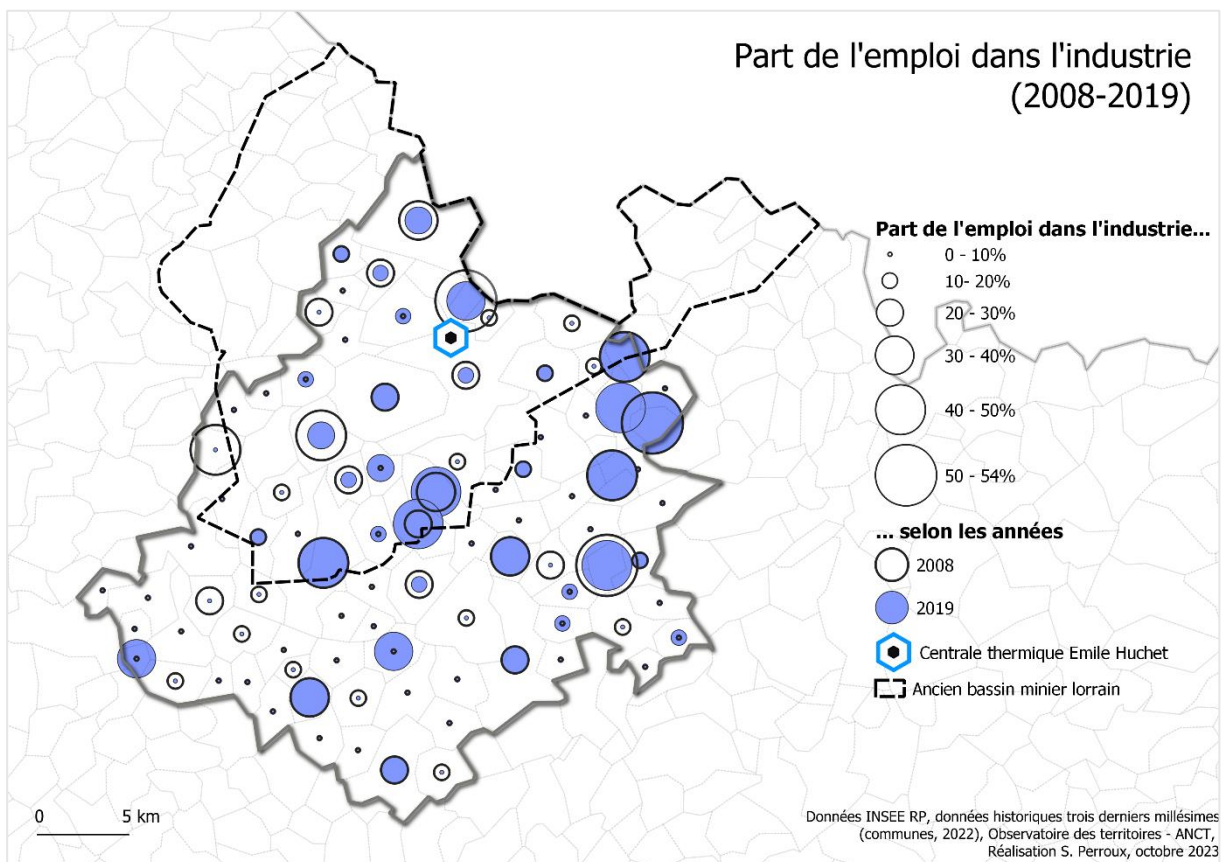 Part de l'emploi dans l'industrie
(2008-2019)
Part de l'emploi dans l'industrie...
0 - 10%
10- 20%
20 - 30%
30 - 40%
40 - 50%
50 - 54%
... selon les années
2008
2019
Centrale thermique Emile Huchet
Ancien bassin minier lorrain
0 5 km
Données INSEE RP, données historiques trois derniers millésimes
(communes, 2022), Observatoire des territoires - ANCT,
Réalisation S. Perroux, octobre 2023